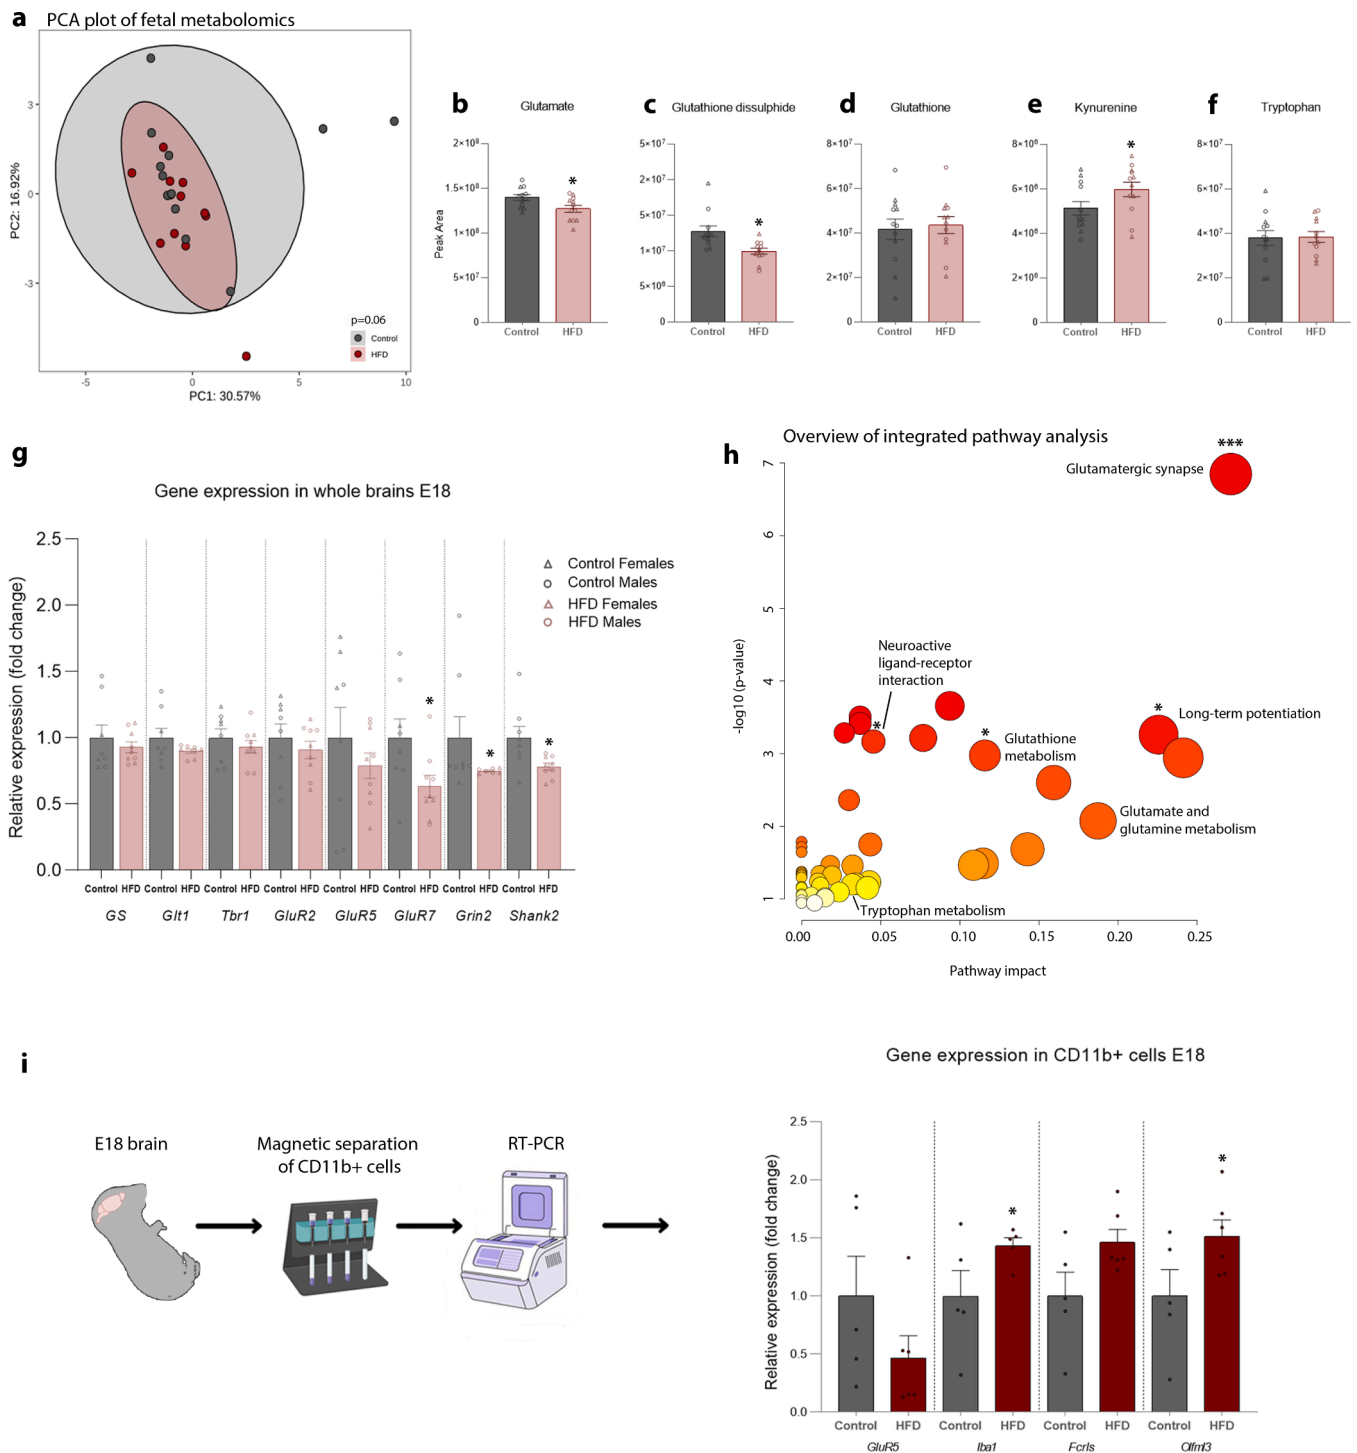 a PCA plot of fetal metabolomics
3
0
-3
PC2: 16.92%
-5
0
5
10
PC1: 30.57%
p=0.06
Control
HFD
b Glutamate
Peak Area
2×10⁸
1.5×10⁸
1×10⁸
5×10⁷
0
Control HFD
*
c Glutathione dissulphide
5×10⁷
2×10⁷
5×10⁷
1×10⁷
5×10⁶
0
Control HFD
*
d Glutathione
8×10⁷
6×10⁷
4×10⁷
2×10⁷
0
Control HFD
e Kynurenine
8×10⁶
6×10⁶
4×10⁶
2×10⁶
0
Control HFD
*
f Tryptophan
8×10⁷
6×10⁷
4×10⁷
2×10⁷
0
Control HFD
g
Gene expression in whole brains E18
Relative expression (fold change)
2.5
2.0
1.5
1.0
0.5
0.0
Control Females
Control Males
HFD Females
HFD Males
* * *
Control HFD Control HFD Control HFD Control HFD Control HFD Control HFD Control HFD Control HFD
GS Glt1 Tbr1 GluR2 GluR5 GluR7 Grin2 Shank2
h
Overview of integrated pathway analysis
-log10 (p-value)
7
6
5
4
3
2
1
***
Glutamatergic synapse
Neuroactive
ligand-receptor
interaction
*
*
Glutathione
metabolism
*
Long-term potentiation
Glutamate and
glutamine metabolism
Tryptophan metabolism
0.00 0.05 0.10 0.15 0.20 0.25
Pathway impact
i
E18 brain
Magnetic separation
of CD11b+ cells
RT-PCR
Gene expression in CD11b+ cells E18
Relative expression (fold change)
2.5
2.0
1.5
1.0
0.5
0.0
* *
Control HFD Control HFD Control HFD Control HFD
GluR5 Iba1 Fcrls Olfml3